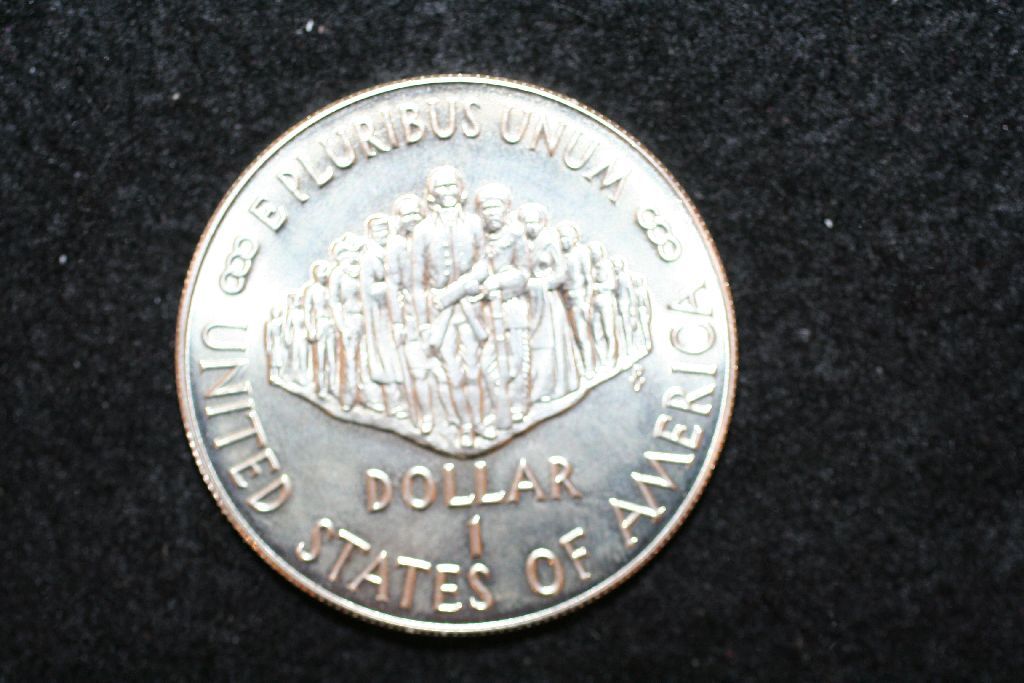 E PLURIBUS UNUM
DOLLAR
1
UNITED STATES OF AMERICA